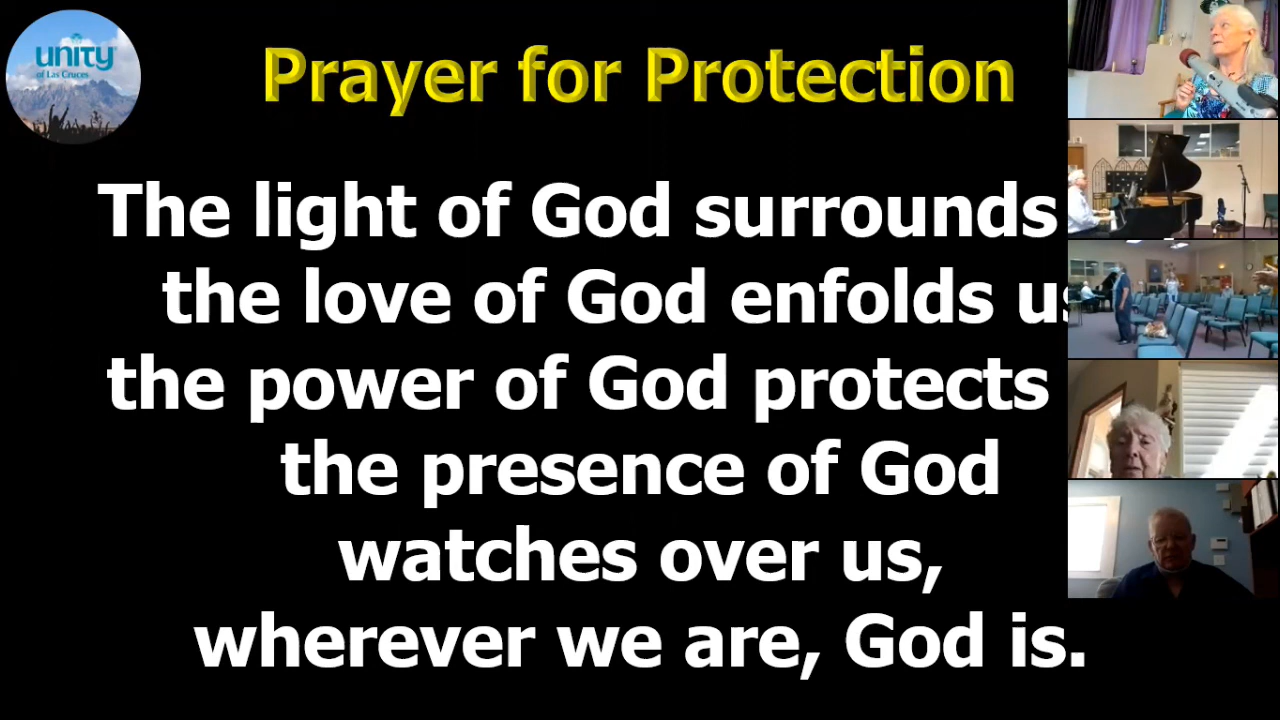 unity
of Las Cruces
Prayer for Protection
The light of God surrounds
the love of God enfolds us
the power of God protects
the presence of God
watches over us,
wherever we are, God is.